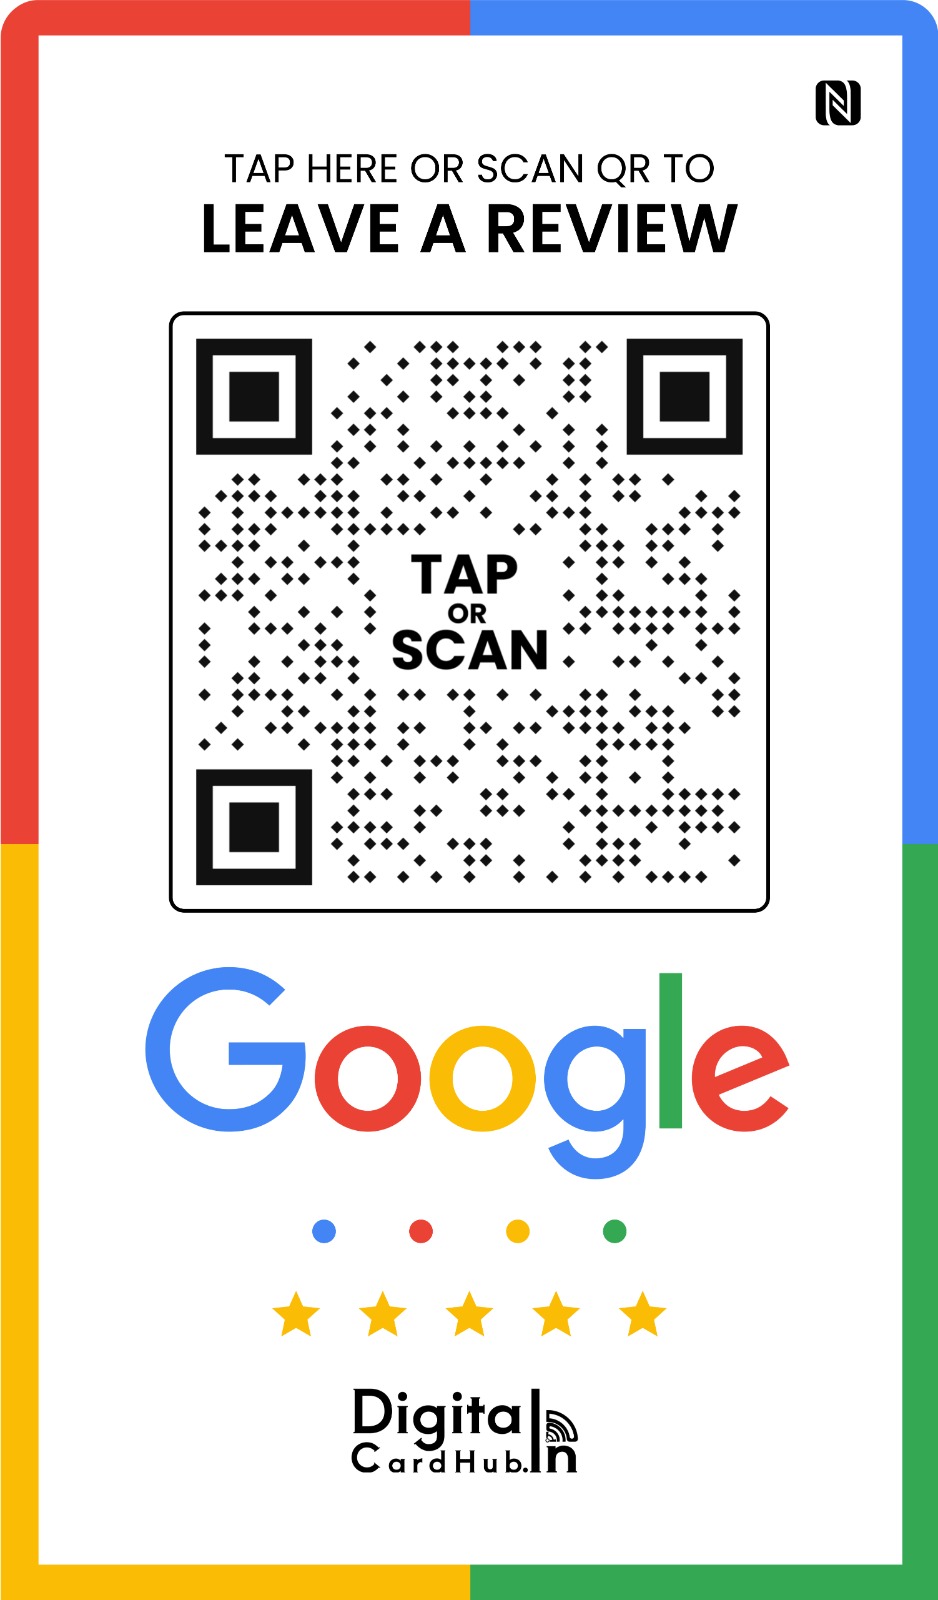 TAP HERE OR SCAN QR TO
LEAVE A REVIEW
TAP
OR
SCAN
Google
Digital
CardHub.In